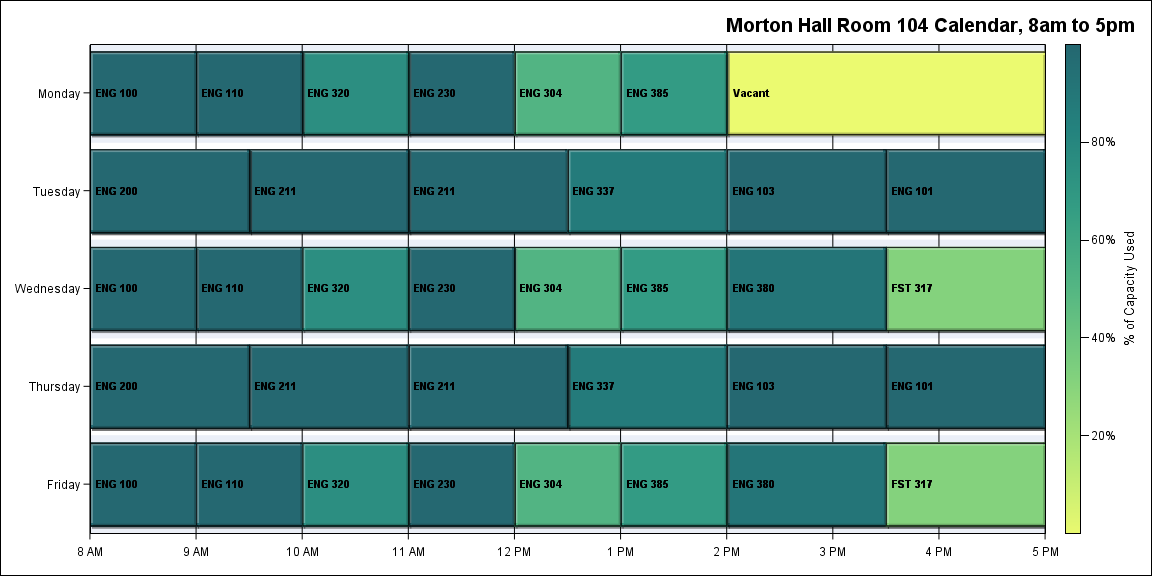 Morton Hall Room 104 Calendar, 8am to 5pm
Monday
ENG 100
ENG 110
ENG 320
ENG 230
ENG 304
ENG 385
Vacant
Tuesday
ENG 200
ENG 211
ENG 211
ENG 337
ENG 103
ENG 101
Wednesday
ENG 100
ENG 110
ENG 320
ENG 230
ENG 304
ENG 385
ENG 380
FST 317
Thursday
ENG 200
ENG 211
ENG 211
ENG 337
ENG 103
ENG 101
Friday
ENG 100
ENG 110
ENG 320
ENG 230
ENG 304
ENG 385
ENG 380
FST 317
8 AM
9 AM
10 AM
11 AM
12 PM
1 PM
2 PM
3 PM
4 PM
5 PM
80%
60%
40%
20%
% of Capacity Used